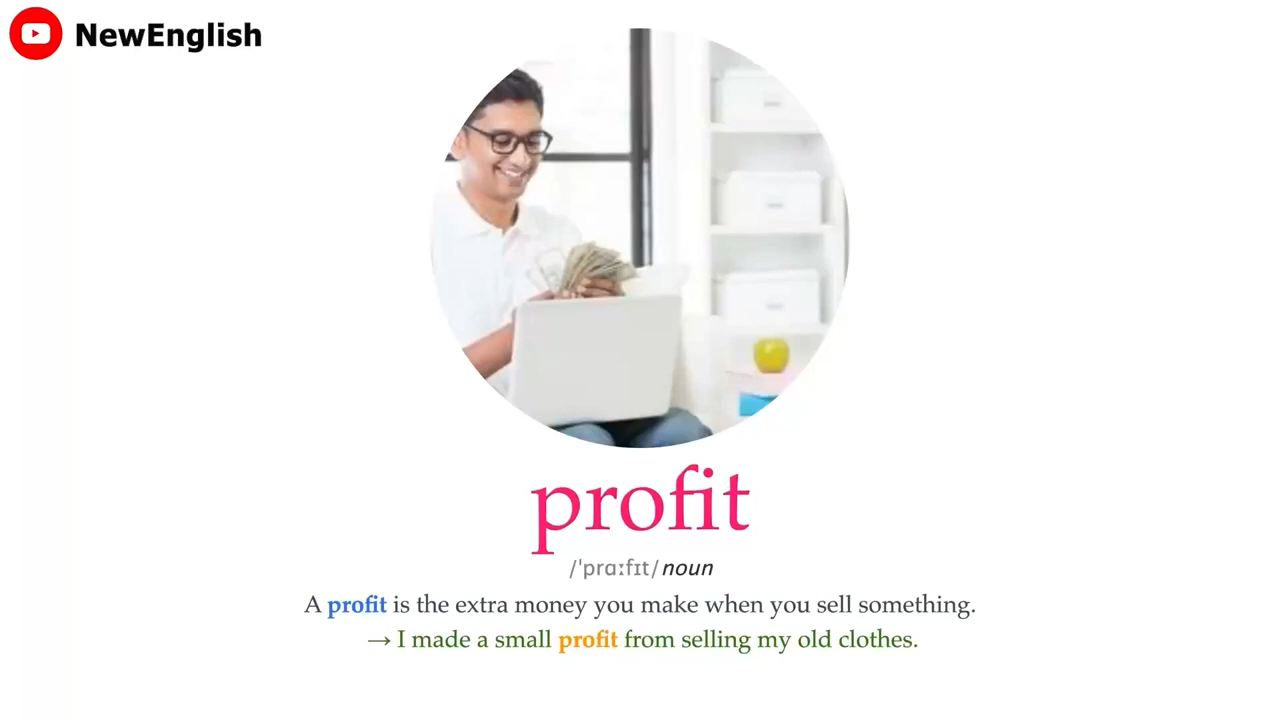 NewEnglish
profit
/ˈprɑːfɪt/ noun
A profit is the extra money you make when you sell something.
→ I made a small profit from selling my old clothes.